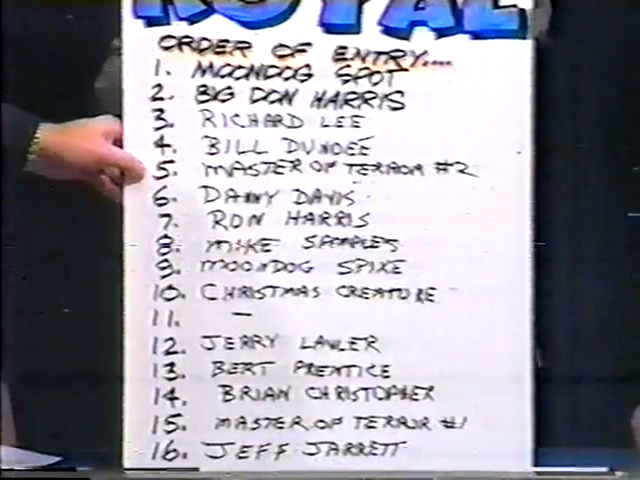 ROYAL
ORDER OF ENTRY....
1. MOONDOG SPOT
2. BIG DON HARRIS
3. RICHARD LEE
4. BILL DUNDEE
5. MASTER OF TERROR #2
6. DANNY DAVIS
7. RON HARRIS
8. MIKE SAMPLES
9. MOONDOG SPIKE
10. CHRISTMAS CREATURE
11. –
12. JERRY LAWLER
13. BERT PRENTICE
14. BRIAN CHRISTOPHER
15. MASTER OF TERROR #1
16. JEFF JARRETT